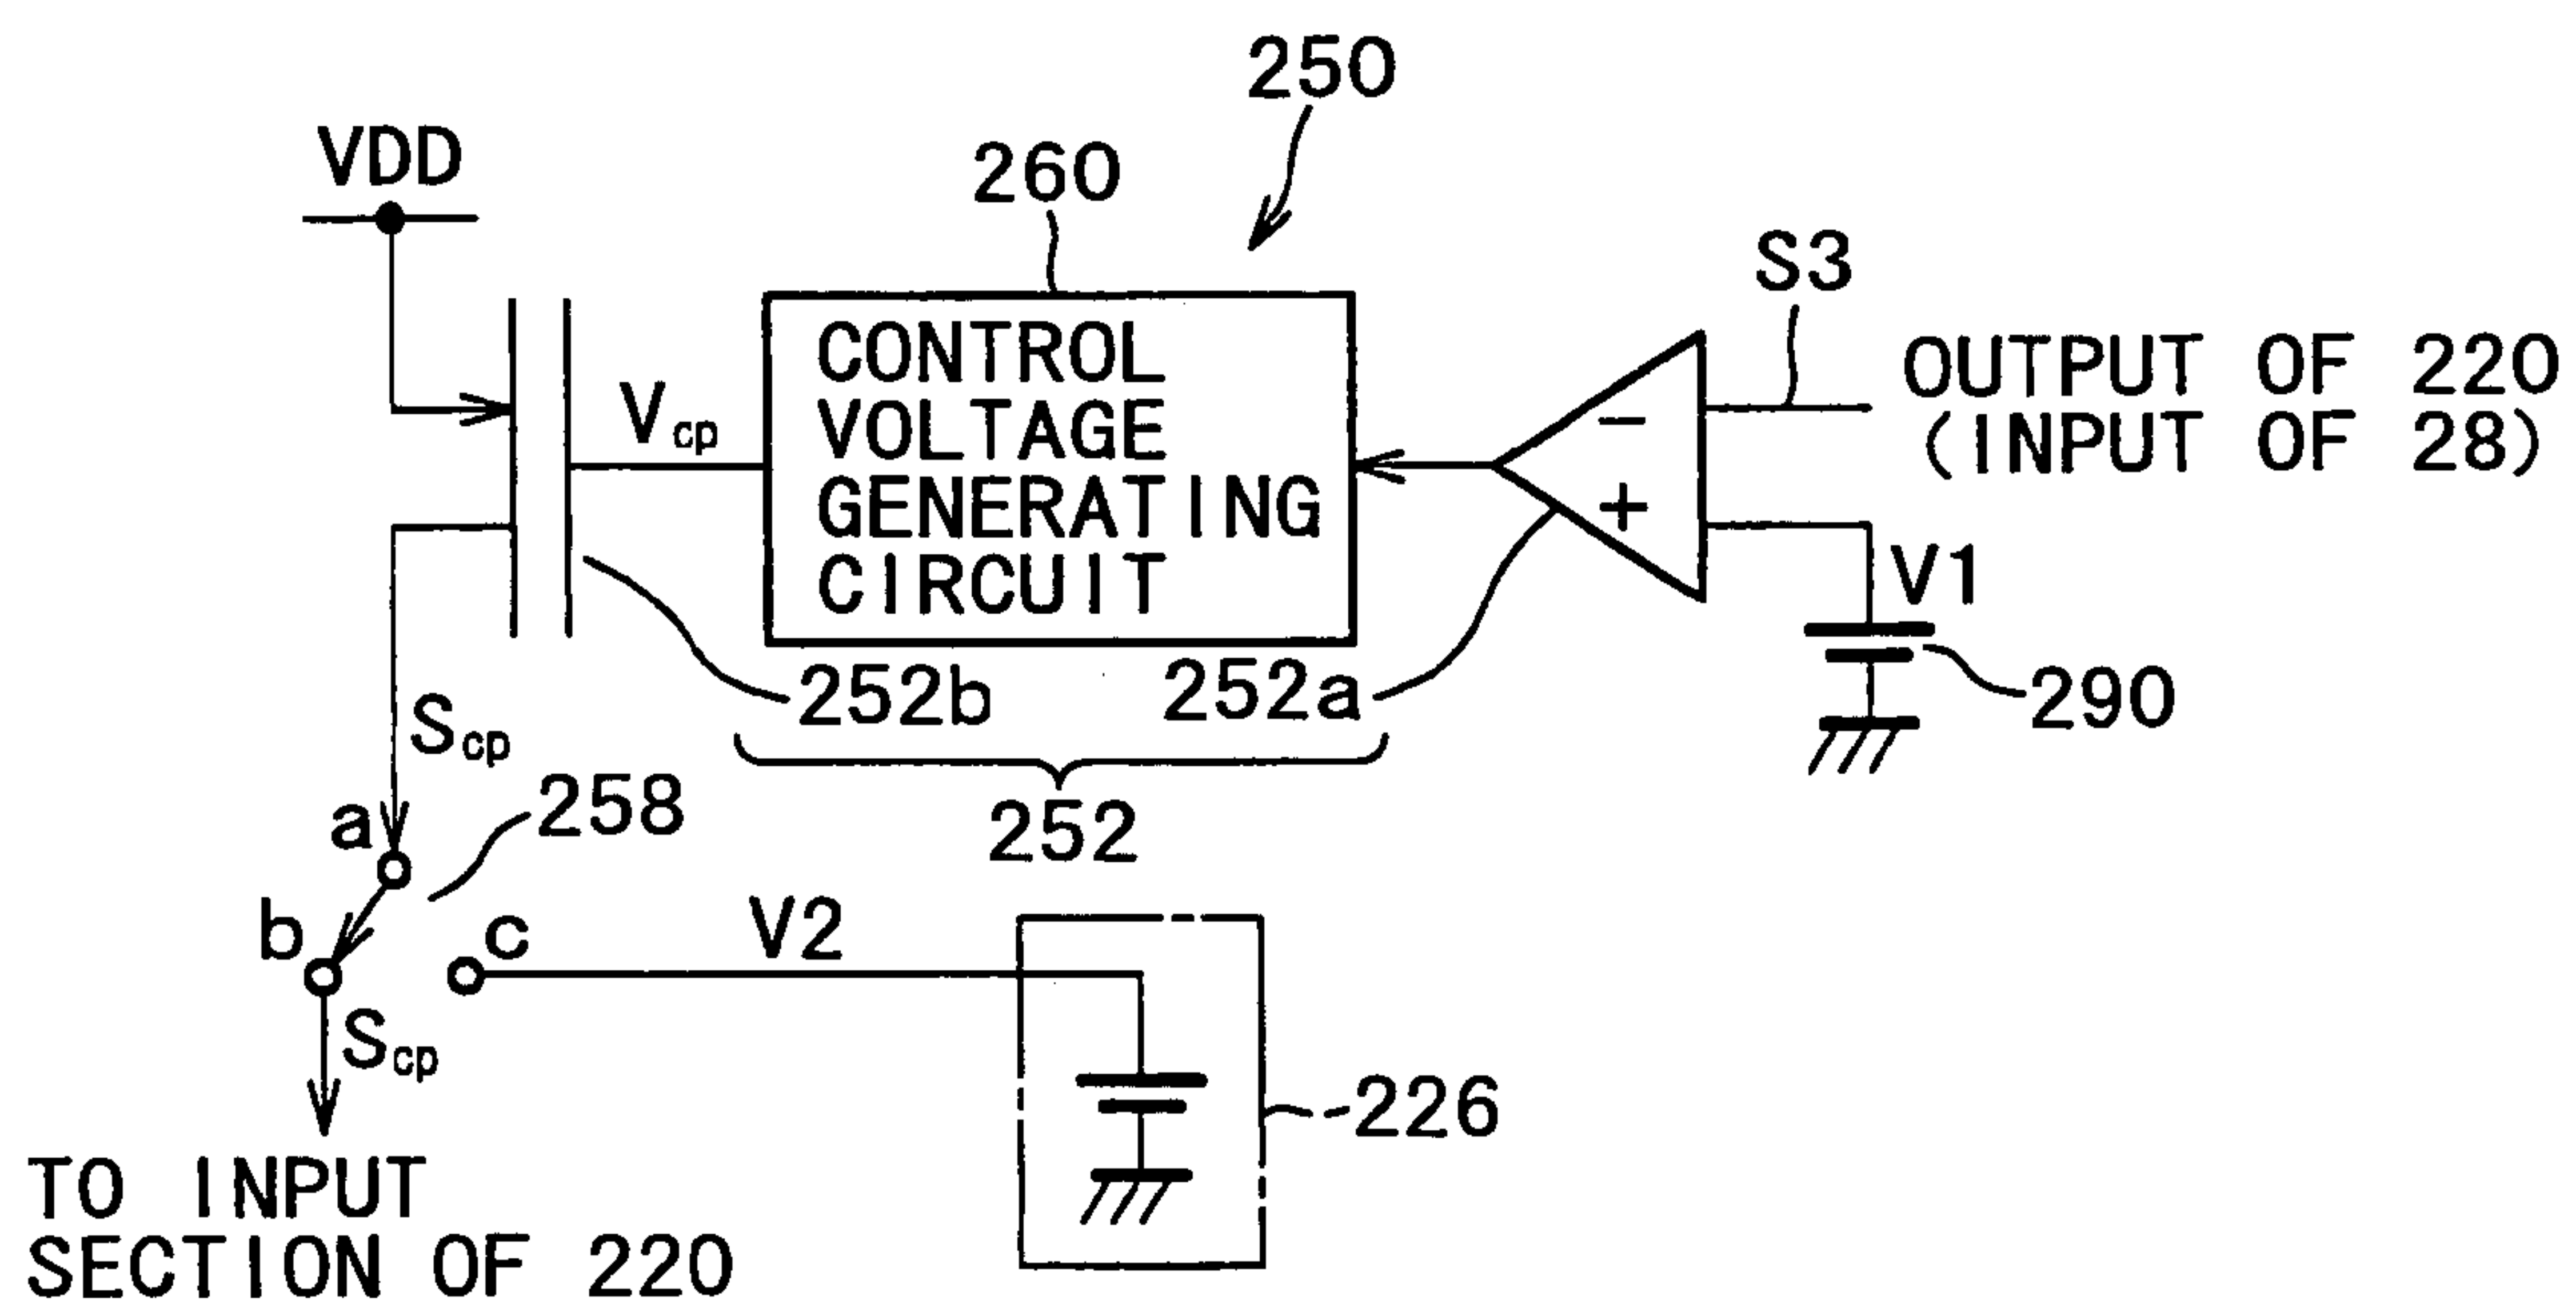 250
VDD
260
S3
OUTPUT OF 220
(INPUT OF 28)
Vcp
CONTROL
VOLTAGE
GENERATING
CIRCUIT
−
+
V1
252b
252a
290
Scp
252
a
258
b
c
V2
Scp
226
TO INPUT
SECTION OF 220